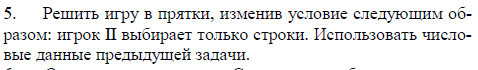 5. Решить игру в прятки, изменив условие следующим об-
разом: игрок II выбирает только строки. Использовать число-
вые данные предыдущей задачи.